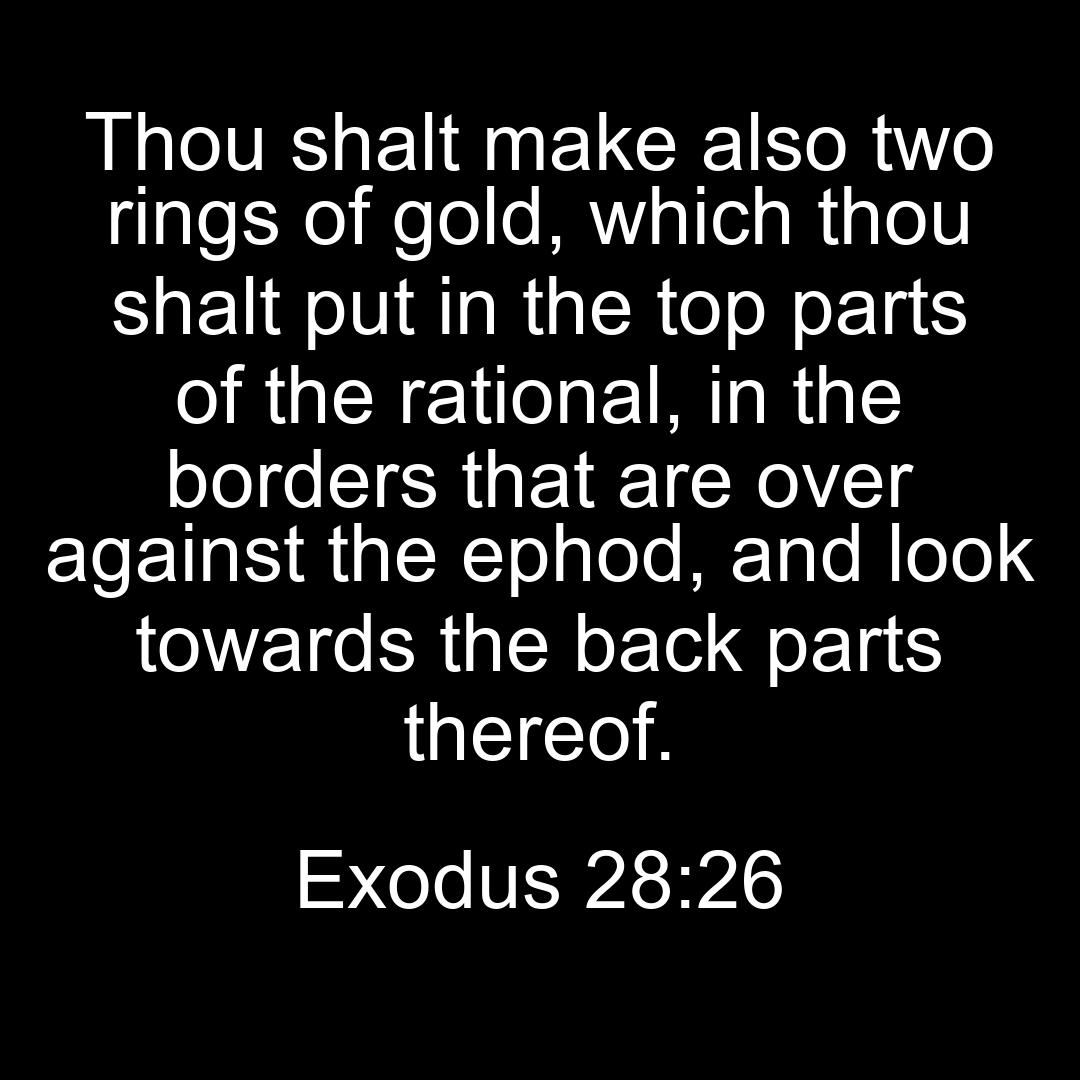 Thou shalt make also two
rings of gold, which thou
shalt put in the top parts
of the rational, in the
borders that are over
against the ephod, and look
towards the back parts
thereof.
Exodus 28:26